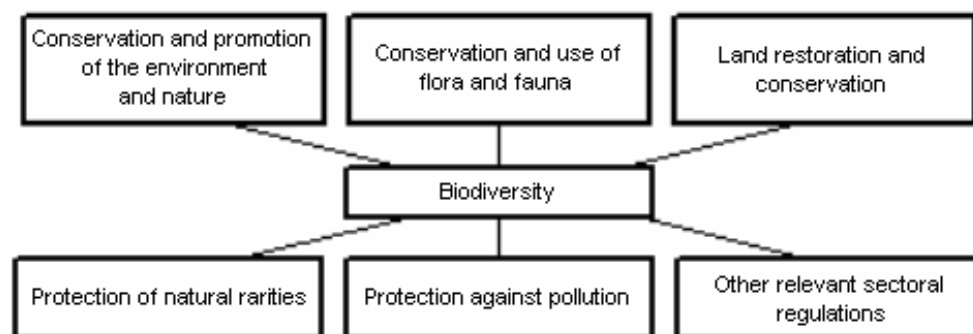 Conservation and promotion
of the environment
and nature
Conservation and use of
flora and fauna
Land restoration and
conservation
Biodiversity
Protection of natural rarities
Protection against pollution
Other relevant sectoral
regulations